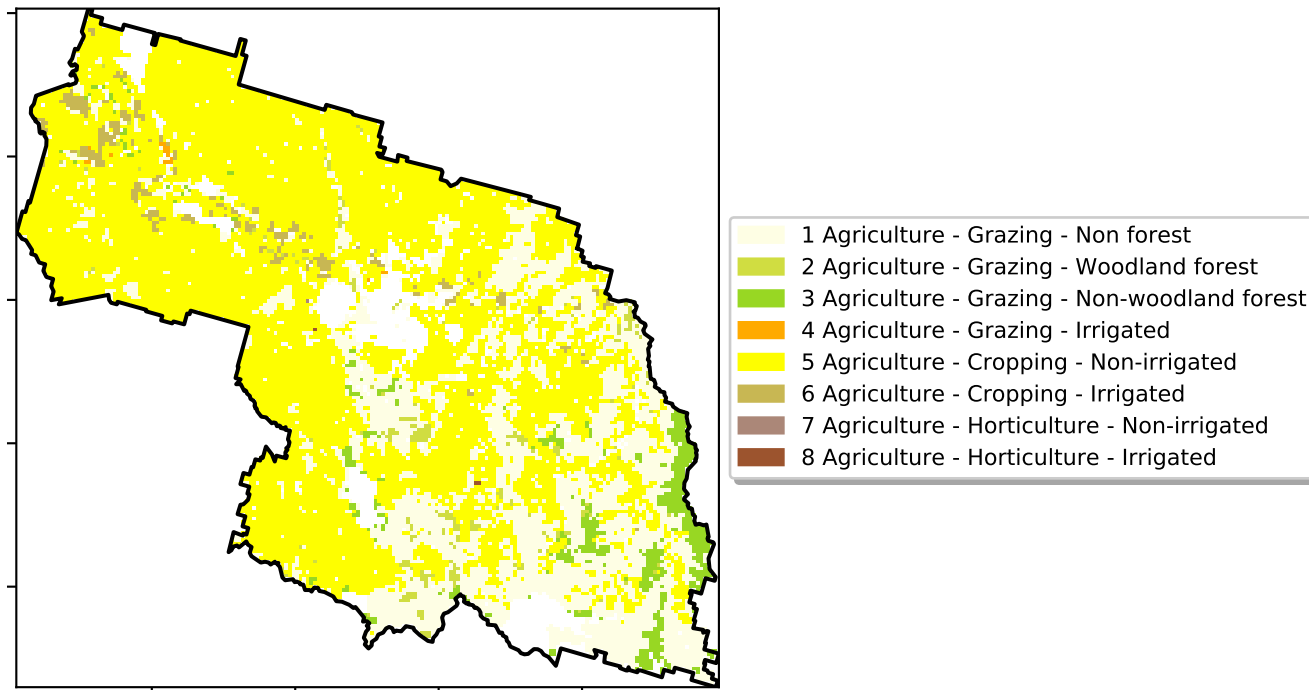 1 Agriculture - Grazing - Non forest
2 Agriculture - Grazing - Woodland forest
3 Agriculture - Grazing - Non-woodland forest
4 Agriculture - Grazing - Irrigated
5 Agriculture - Cropping - Non-irrigated
6 Agriculture - Cropping - Irrigated
7 Agriculture - Horticulture - Non-irrigated
8 Agriculture - Horticulture - Irrigated